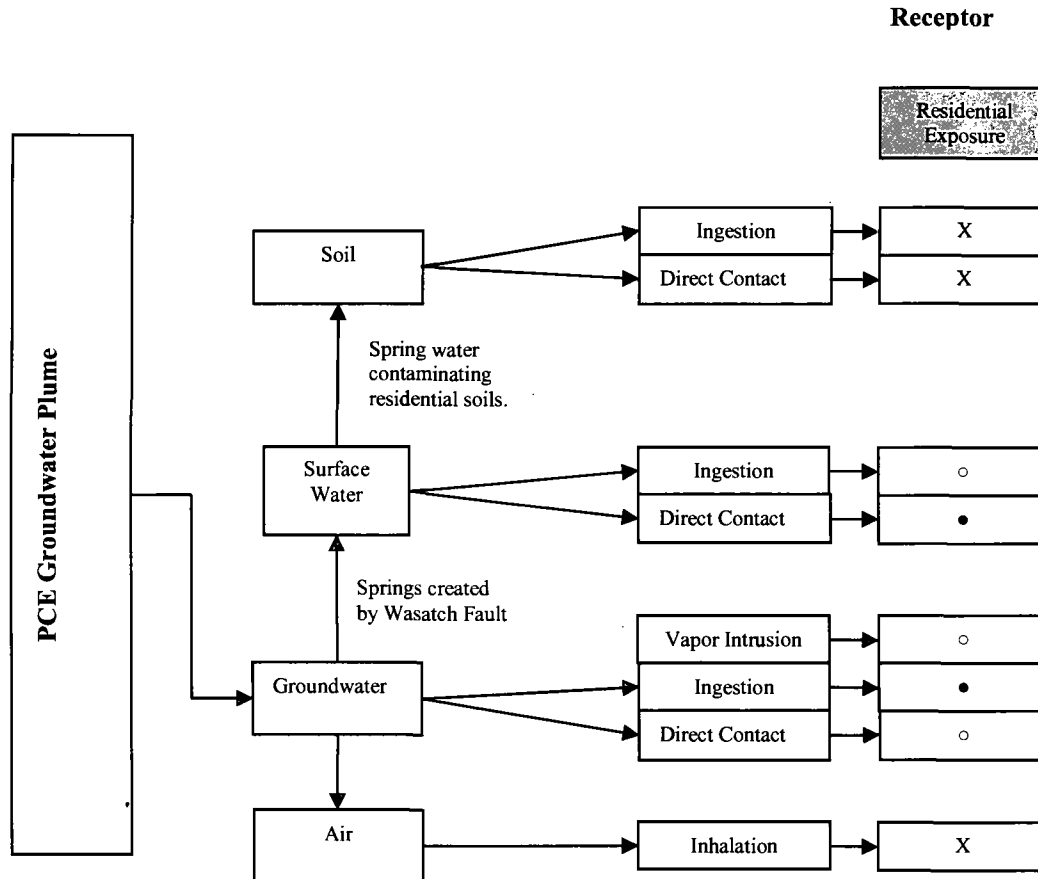 Receptor
Residential
Exposure
PCE Groundwater Plume
Soil
Ingestion
X
Direct Contact
X
Spring water
contaminating
residential soils.
Surface
Water
Ingestion
○
Direct Contact
●
Springs created
by Wasatch Fault
Groundwater
Vapor Intrusion
○
Ingestion
●
Direct Contact
○
Air
Inhalation
X